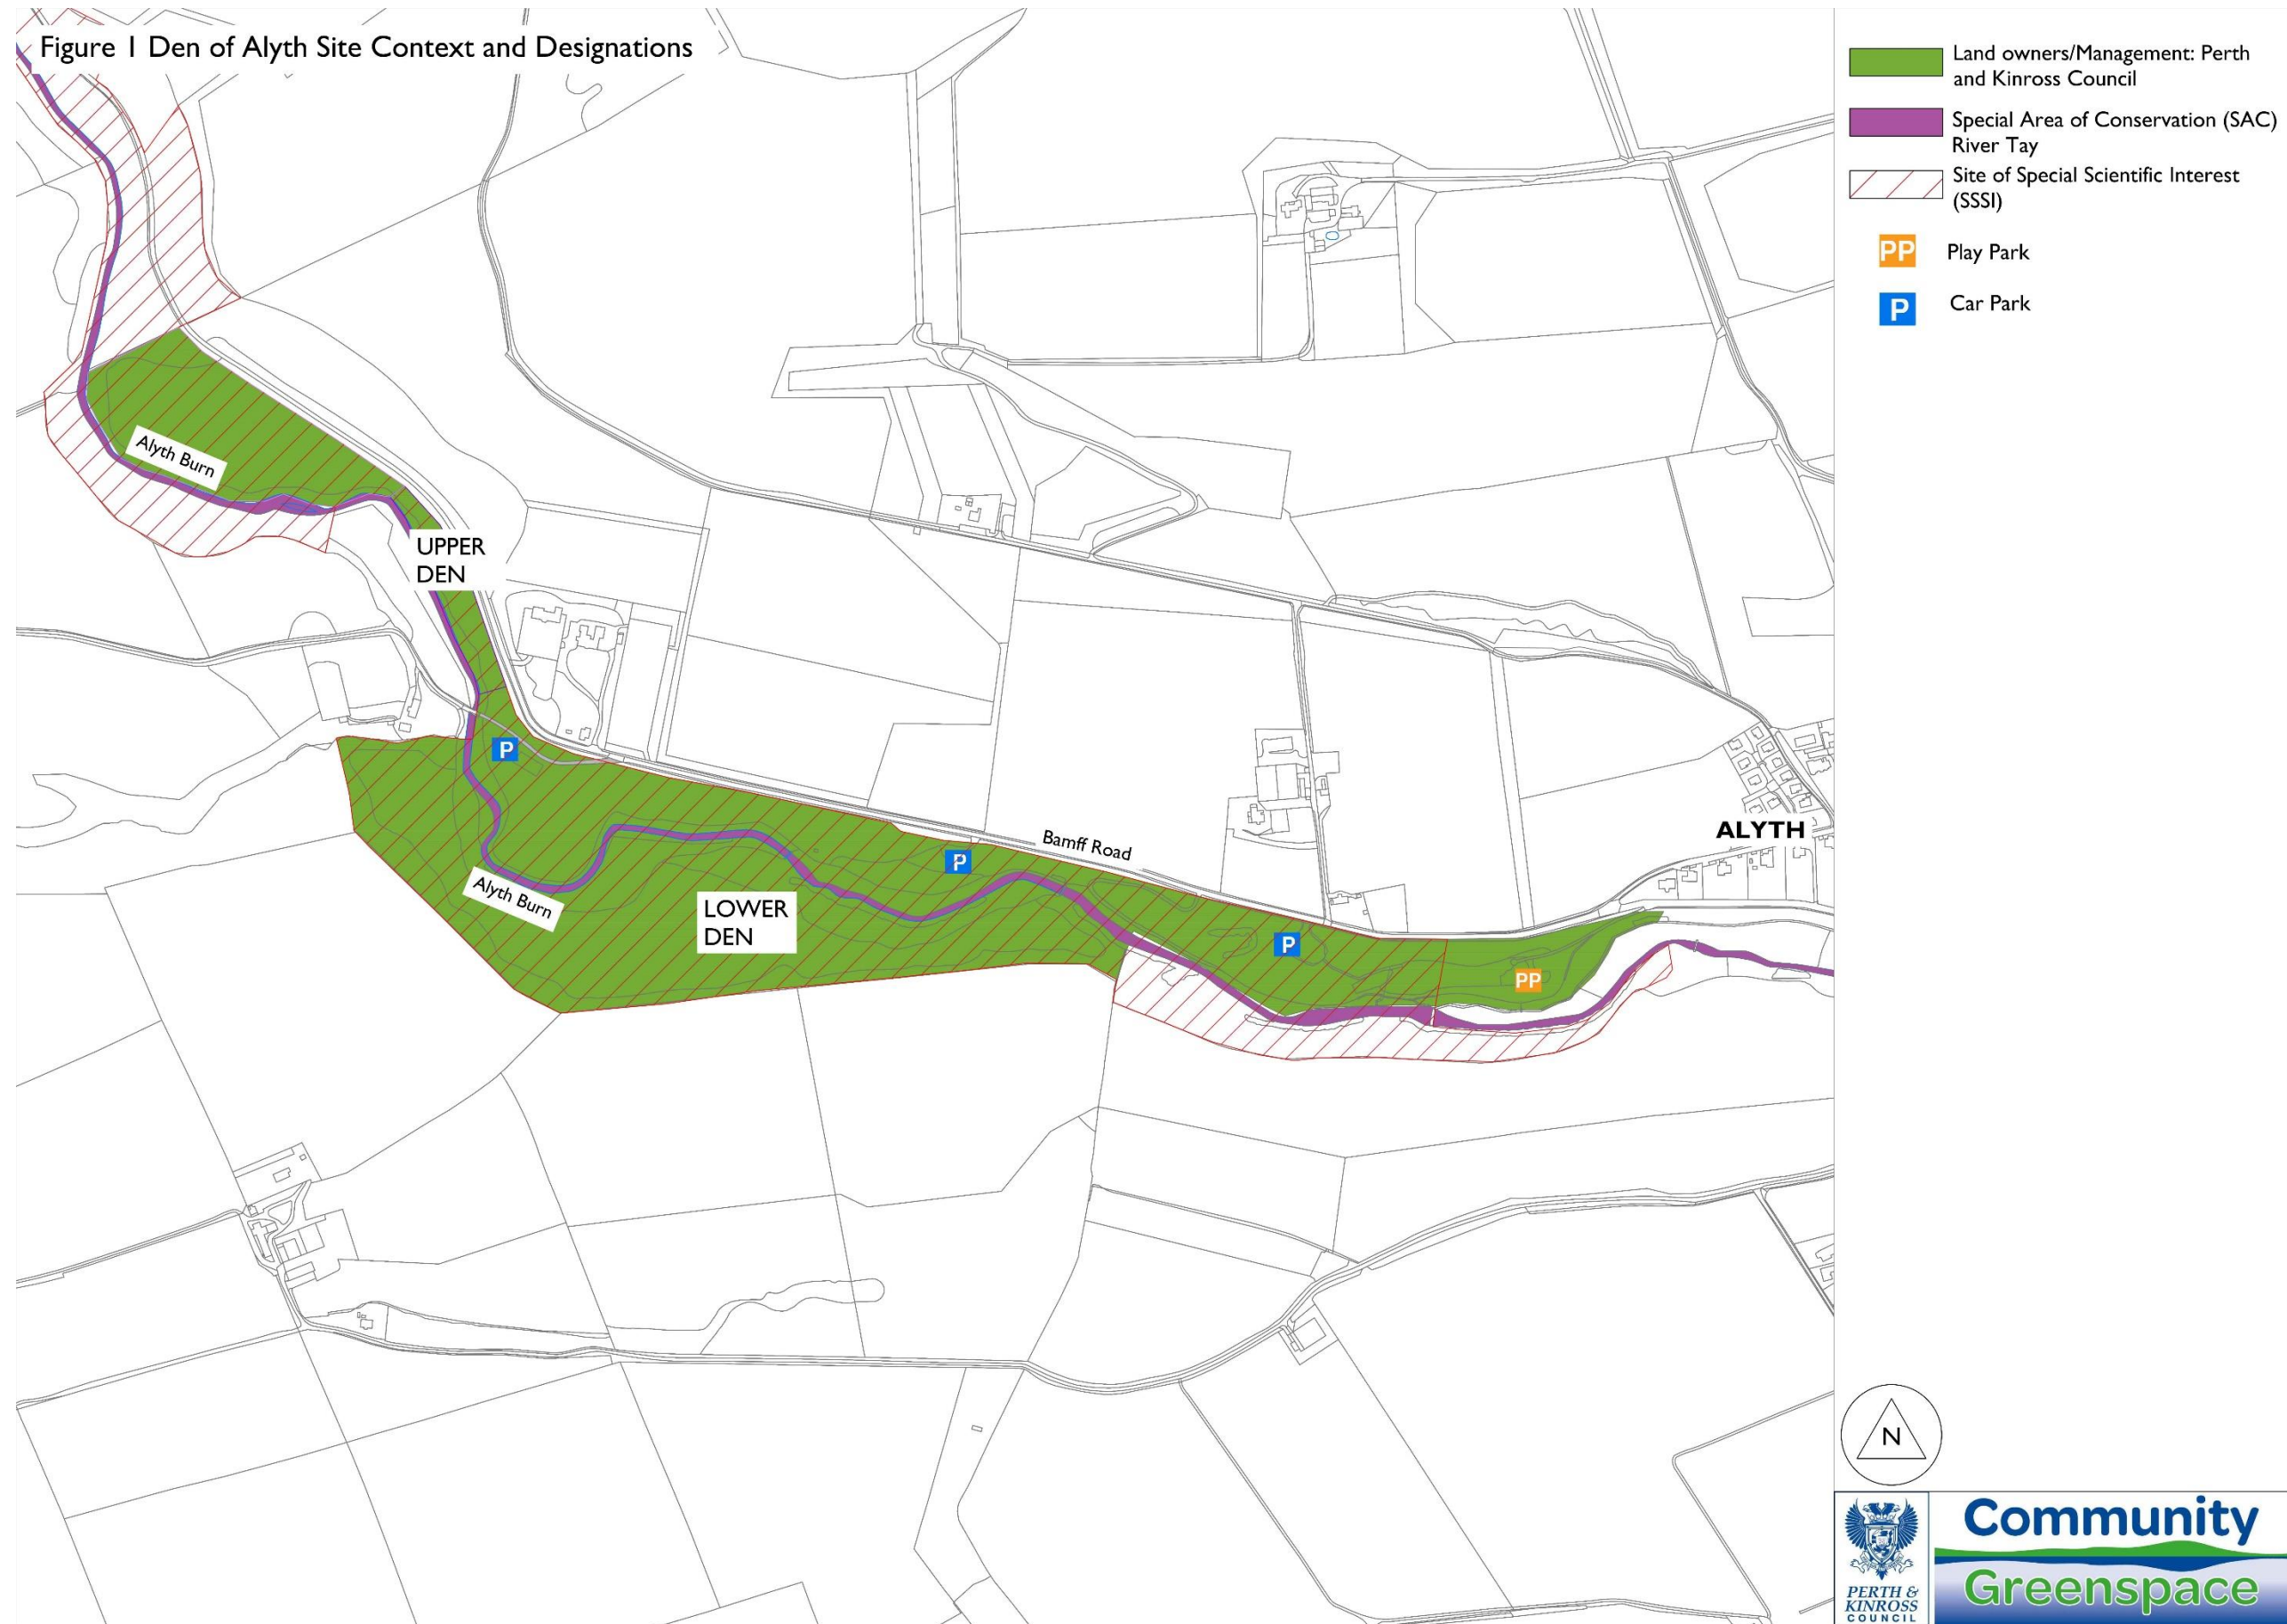 Figure 1 Den of Alyth Site Context and Designations
Land owners/Management: Perth
and Kinross Council
Special Area of Conservation (SAC)
River Tay
Site of Special Scientific Interest
(SSSI)
PP
Play Park
P
Car Park
Alyth Burn
UPPER
DEN
P
Alyth Burn
LOWER
DEN
P
Bamff Road
P
PP
ALYTH
N
PERTH &
KINROSS
COUNCIL
Community
Greenspace